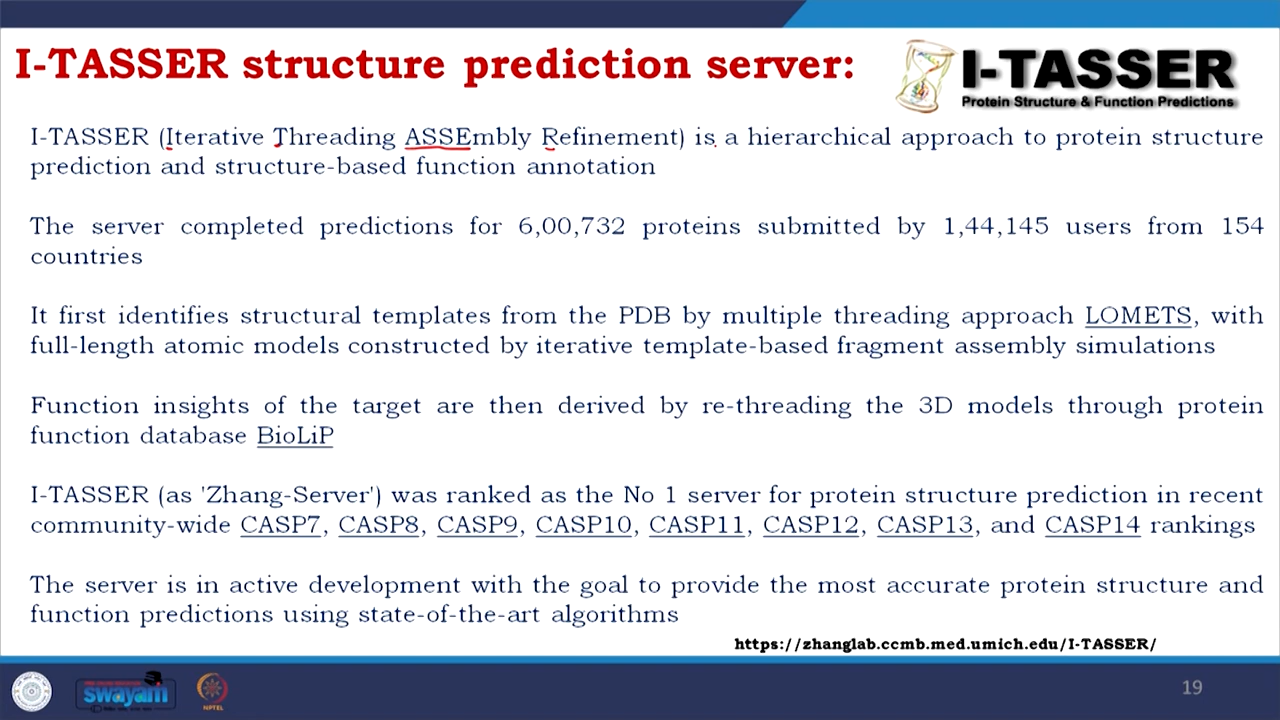 I-TASSER structure prediction server:
I-TASSER
Protein Structure & Function Predictions
I-TASSER (Iterative Threading ASSEmbly Refinement) is a hierarchical approach to protein structure
prediction and structure-based function annotation
The server completed predictions for 6,00,732 proteins submitted by 1,44,145 users from 154
countries
It first identifies structural templates from the PDB by multiple threading approach LOMETS, with
full-length atomic models constructed by iterative template-based fragment assembly simulations
Function insights of the target are then derived by re-threading the 3D models through protein
function database BioLiP
I-TASSER (as 'Zhang-Server') was ranked as the No 1 server for protein structure prediction in recent
community-wide CASP7, CASP8, CASP9, CASP10, CASP11, CASP12, CASP13, and CASP14 rankings
The server is in active development with the goal to provide the most accurate protein structure and
function predictions using state-of-the-art algorithms
https://zhanglab.ccmb.med.umich.edu/I-TASSER/
swayam
NPTEL
19